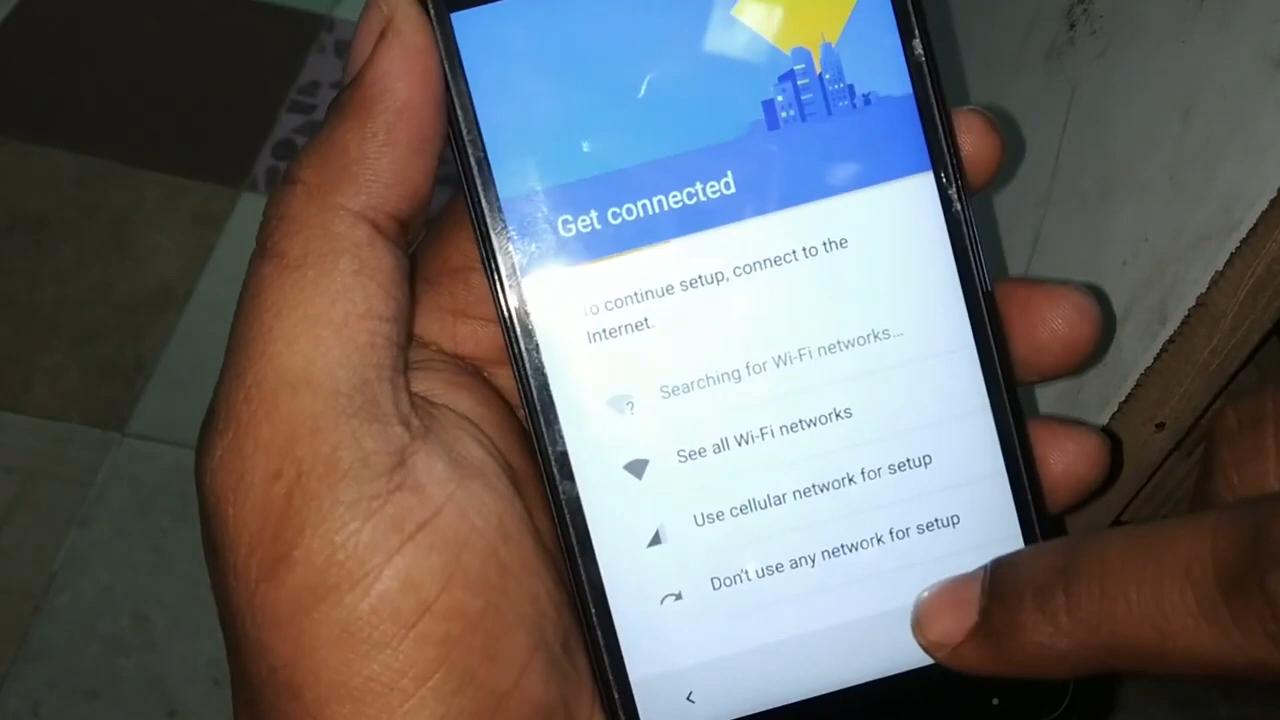 Get connected
To continue setup, connect to the
Internet.
Searching for Wi-Fi networks...
?
See all Wi-Fi networks
Use cellular network for setup
Don't use any network for setup